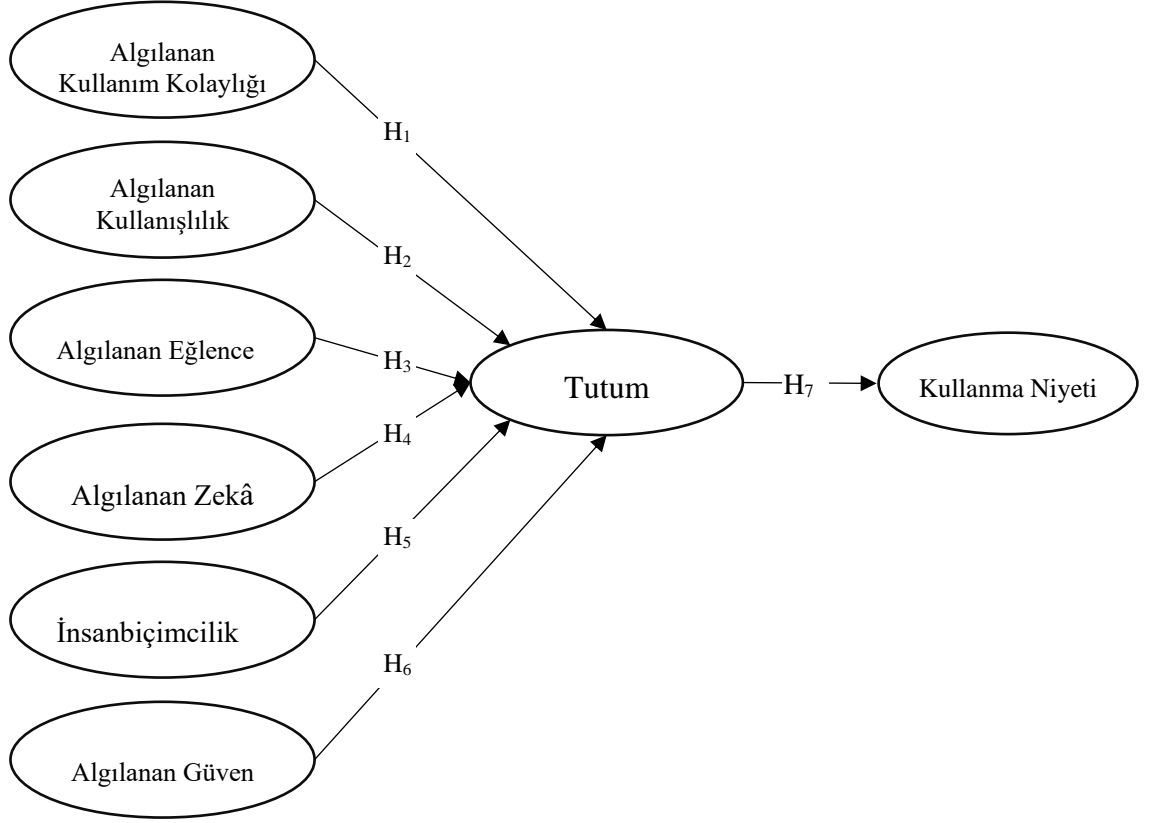 Algılanan
Kullanım Kolaylığı
H₁
Algılanan
Kullanışlılık
H₂
Algılanan Eğlence
H₃
Tutum
H₇
Kullanma Niyeti
Algılanan Zekâ
H₄
İnsanbiçimcilik
H₅
H₆
Algılanan Güven